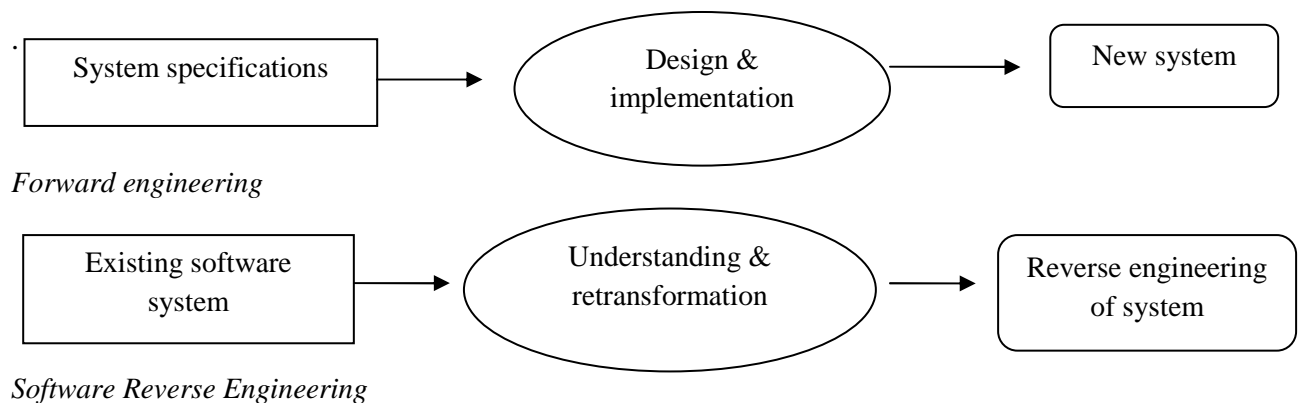 .
System specifications
Design &
implementation
New system
Forward engineering
Existing software
system
Understanding &
retransformation
Reverse engineering
of system
Software Reverse Engineering